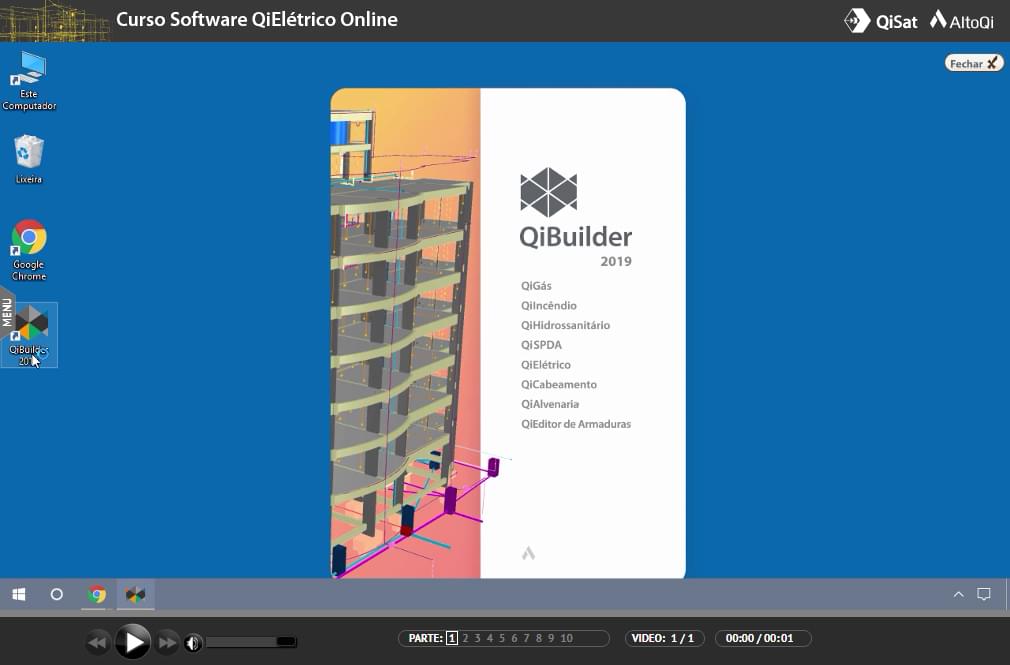 Curso Software QiElétrico Online
QiSat
AltoQi
Fechar
Este
Computador
Lixeira
Google
Chrome
MENU
QiBuilder
QiBuilder
2019
QiGás
QiIncêndio
QiHidrossanitário
QiSPDA
QiElétrico
QiCabeamento
QiAlvenaria
QiEditor de Armaduras
PARTE: 1 2 3 4 5 6 7 8 9 10
VIDEO: 1 / 1
00:00 / 00:01